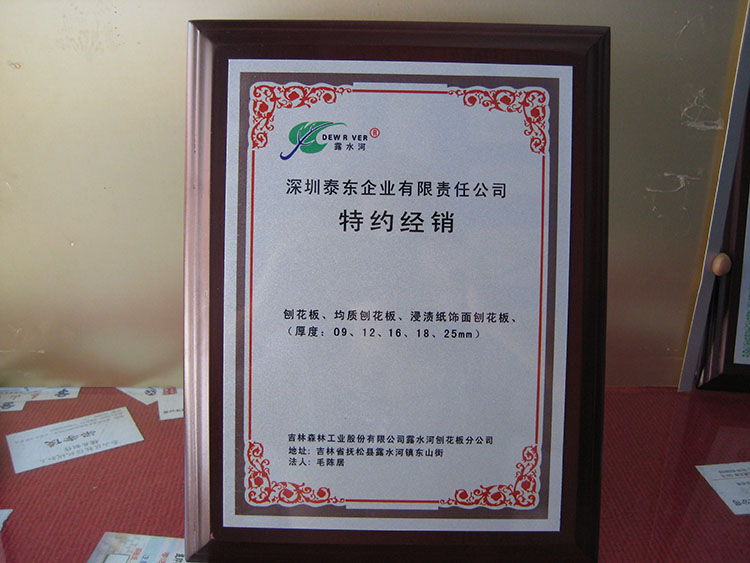 DEW R VER ®
露水河
深圳泰东企业有限责任公司
特约经销
刨花板、均质刨花板、浸渍纸饰面刨花板、
（厚度：09、12、16、18、25mm）
吉林森林工业股份有限公司露水河刨花板分公司
地址：吉林省抚松县露水河镇东山街
法人：毛陈居